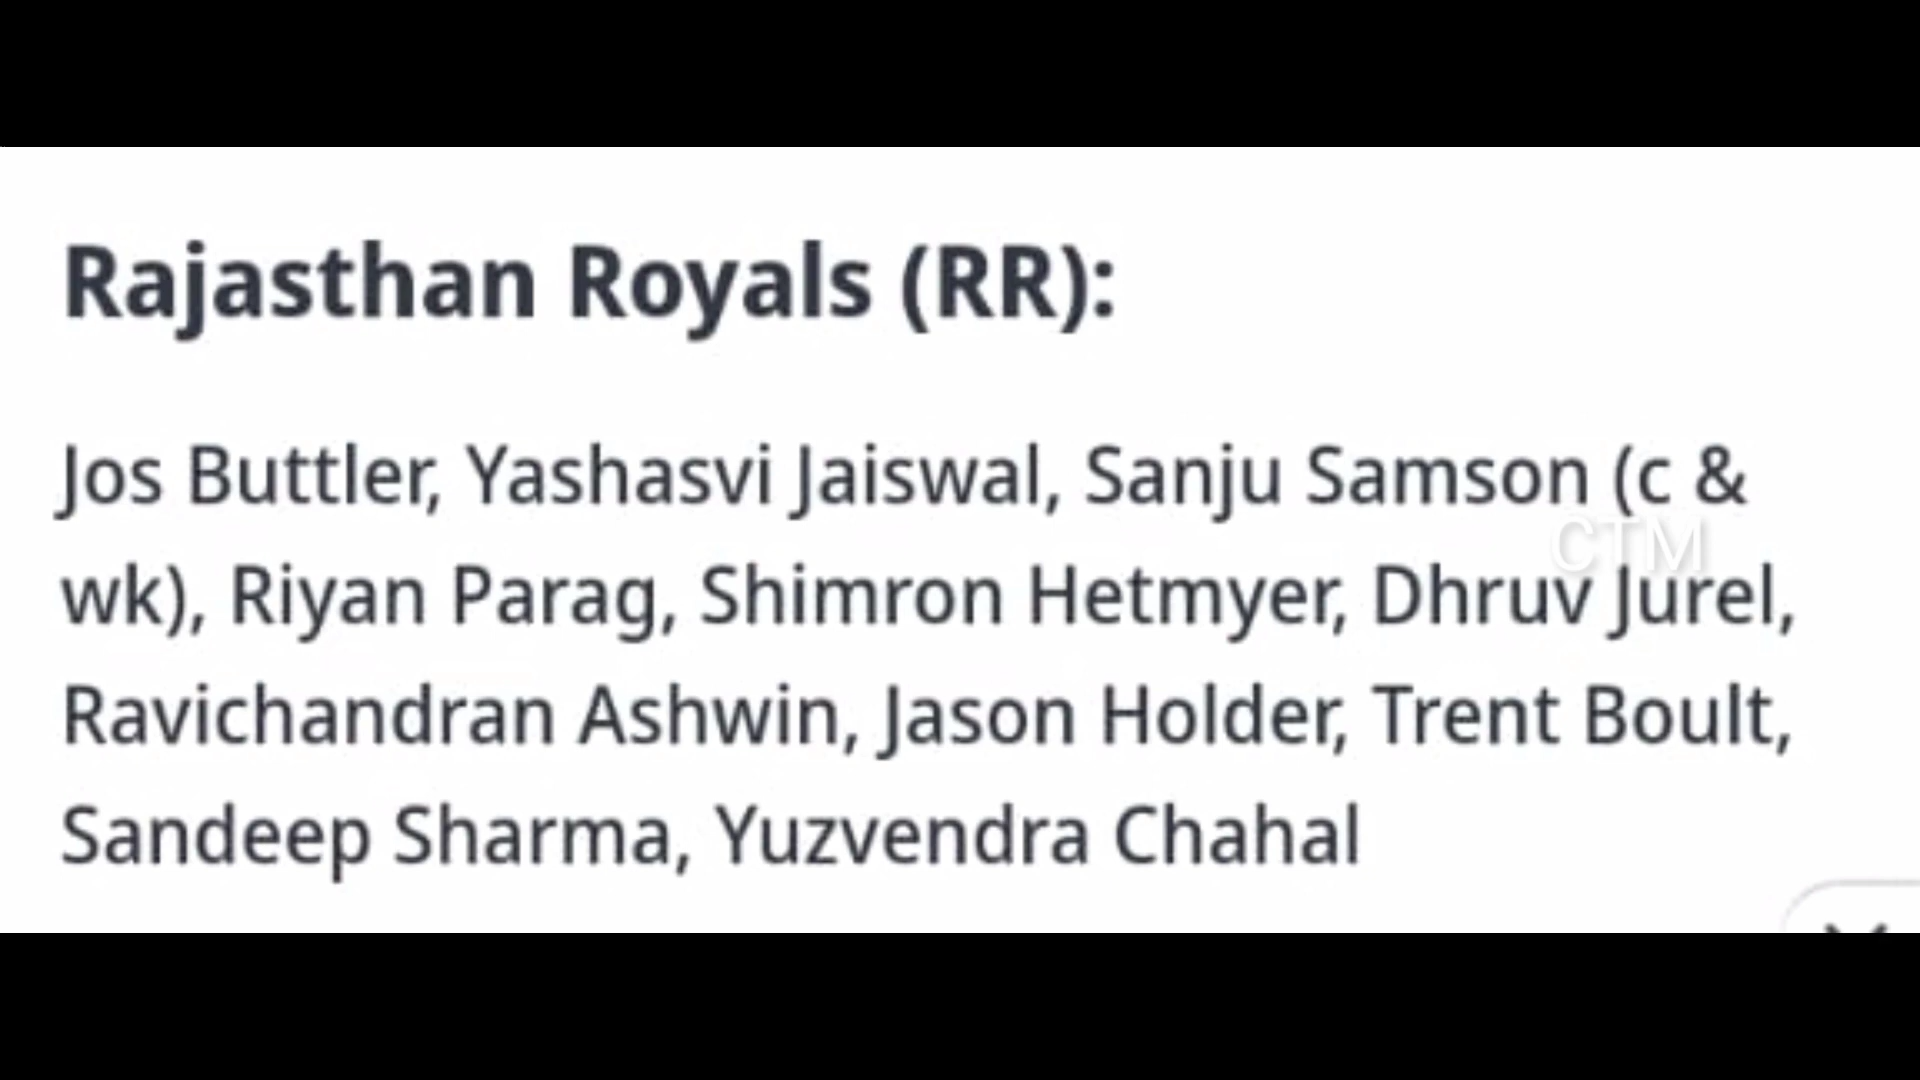 Rajasthan Royals (RR):
Jos Buttler, Yashasvi Jaiswal, Sanju Samson (c &
CTM
wk), Riyan Parag, Shimron Hetmyer, Dhruv Jurel,
Ravichandran Ashwin, Jason Holder, Trent Boult,
Sandeep Sharma, Yuzvendra Chahal